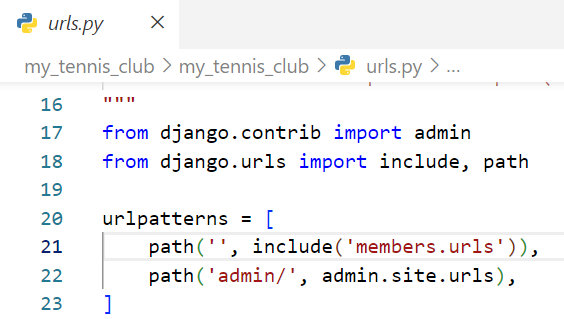 urls.py
my_tennis_club > my_tennis_club > urls.py > ...
16 """
17 from django.contrib import admin
18 from django.urls import include, path
19
20 urlpatterns = [
21     path('', include('members.urls')),
22     path('admin/', admin.site.urls),
23 ]